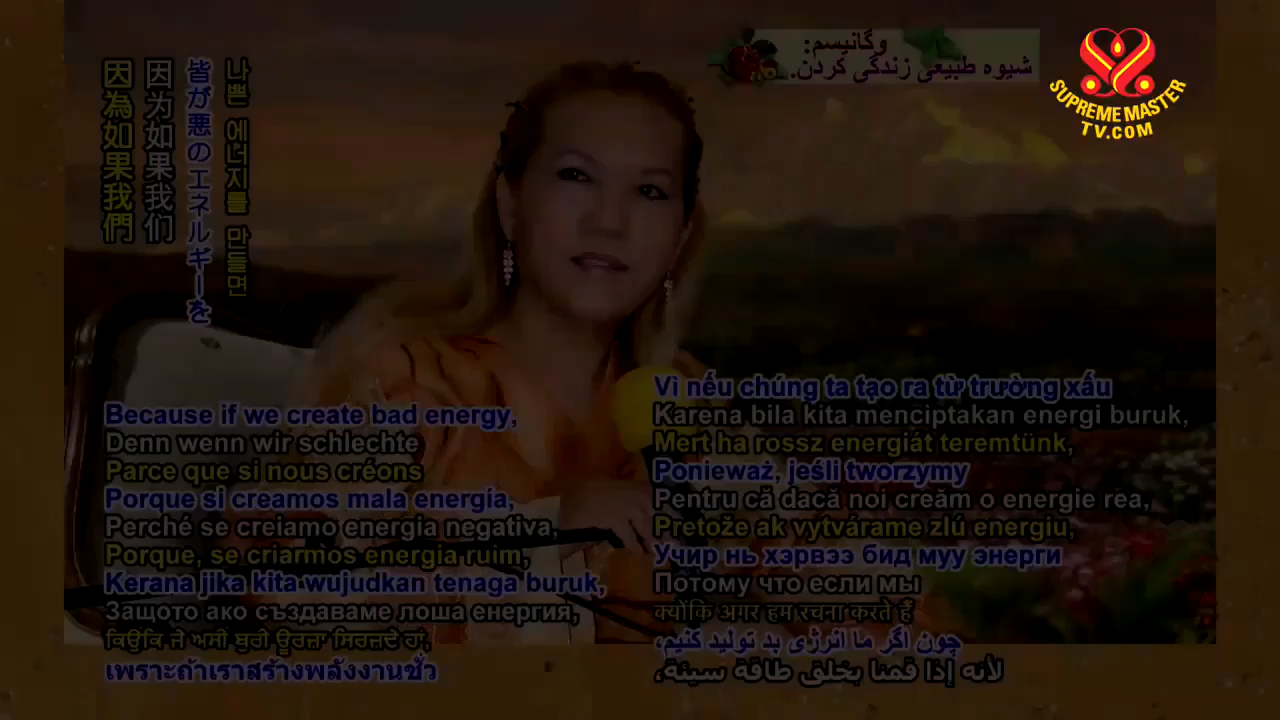 وگانیسم:
شیوه طبیعی زندگی کردن.
SUPREME MASTER
TV.COM
나쁜 에너지를 만들면
皆が悪のエネルギーを
因为如果我们
因為如果我們
Because if we create bad energy,
Denn wenn wir schlechte
Parce que si nous créons
Porque si creamos mala energía,
Perché se creiamo energia negativa,
Porque, se criarmos energia ruim,
Kerana jika kita wujudkan tenaga buruk,
Защото ако създаваме лоша енергия,
ਕਿਉਕਿ ਜੇ ਅਸੀਂ ਬੁਰੀ ਊਰਜਾ ਸਿਰਜਦੇ ਹਾਂ,
เพราะถ้าเราสร้างพลังงานชั่ว
Vì nếu chúng ta tạo ra từ trường xấu
Karena bila kita menciptakan energi buruk,
Mert ha rossz energiát teremtünk,
Ponieważ, jeśli tworzymy
Pentru că dacă noi creăm o energie rea,
Pretože ak vytvárame zlú energiu,
Учир нь хэрвээ бид муу энерги
Потому что если мы
क्योंकि अगर हम रचना करते हैं
چون اگر ما انرژی بد تولید کنیم،
لأنه إذا قمنا بخلق طاقة سيئة،